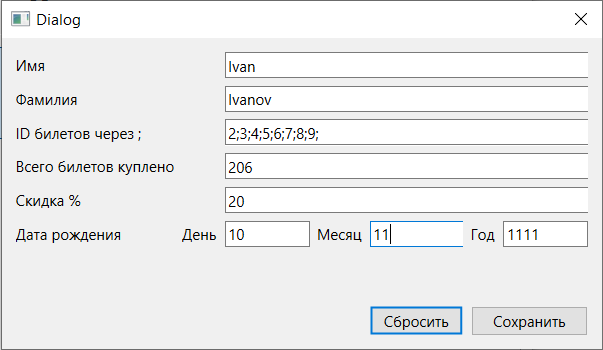 Dialog
Имя Ivan
Фамилия Ivanov
ID билетов через ; 2;3;4;5;6;7;8;9;
Всего билетов куплено 206
Скидка % 20
Дата рождения День 10 Месяц 11 Год 1111
Сбросить Сохранить